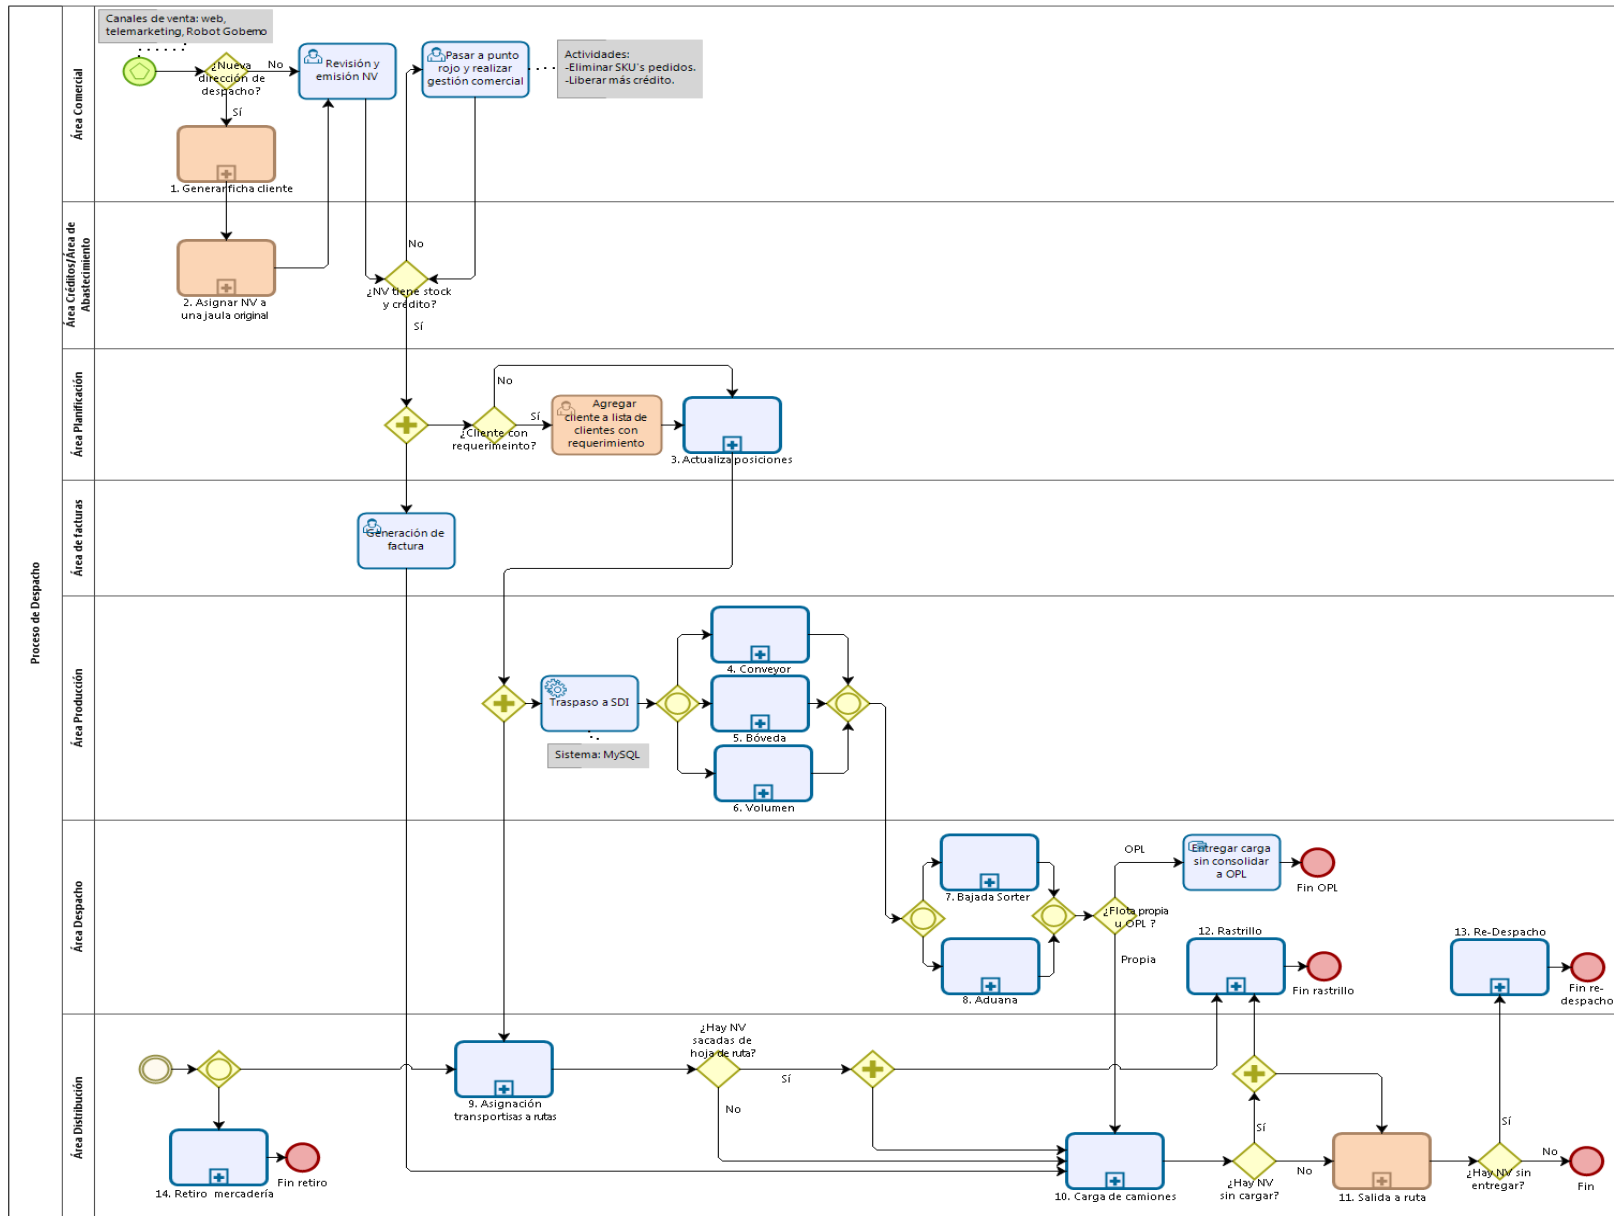 Proceso de Despacho
Área Comercial
Canales de venta: web,
telemarketing, Robot Gobemo
¿Nueva
dirección de
despacho?
No
Sí
Revisión y
emisión NV
Pasar a punto
rojo y realizar
gestión comercial
Actividades:
-Eliminar SKU's pedidos.
-Liberar más crédito.
1. Generar ficha cliente
Área Créditos/Área de
Abastecimiento
2. Asignar NV a
una jaula original
No
¿NV tiene stock
y crédito?
Sí
Área Planificación
No
¿Cliente con
requerimeinto?
Sí
Agregar
cliente a lista de
clientes con
requerimiento
3. Actualiza posiciones
Área de facturas
Generación de
factura
Área Producción
Traspaso a SDI
Sistema: MySQL
4. Conveyor
5. Bóveda
6. Volumen
Área Despacho
7. Bajada Sorter
8. Aduana
¿Flota propia
u OPL ?
OPL
Propia
Entregar carga
sin consolidar
a OPL
Fin OPL
12. Rastrillo
Fin rastrillo
13. Re-Despacho
Fin re-
despacho
Área Distribución
14. Retiro mercadería
Fin retiro
9. Asignación
transportisas a rutas
¿Hay NV
sacadas de
hoja de ruta?
Sí
No
10. Carga de camiones
¿Hay NV
sin cargar?
Sí
No
11. Salida a ruta
¿Hay NV sin
entregar?
Sí
No
Fin